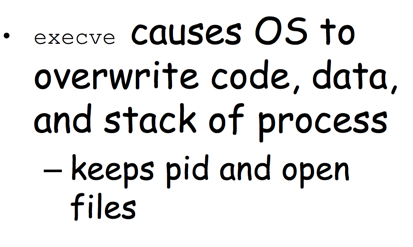 • execve causes OS to
overwrite code, data,
and stack of process
– keeps pid and open
files